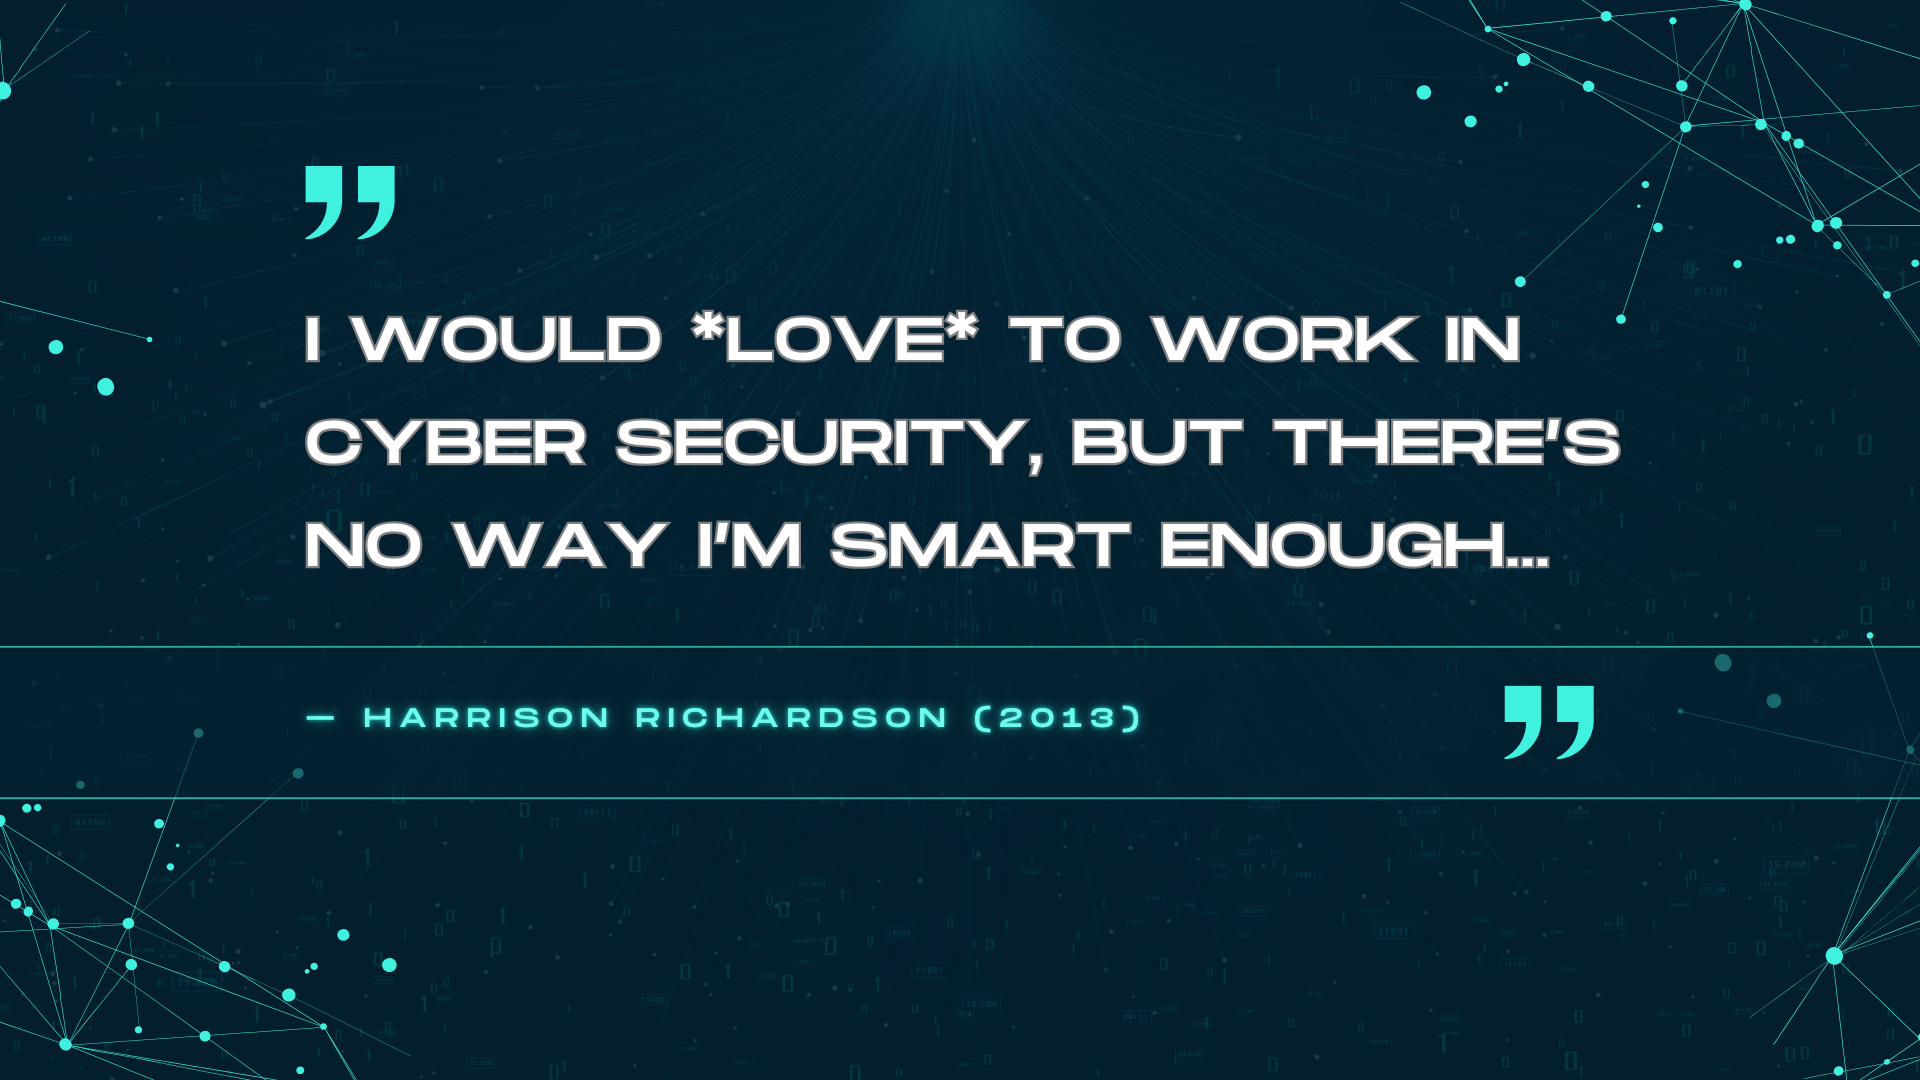 ”
I WOULD *LOVE* TO WORK IN
CYBER SECURITY, BUT THERE'S
NO WAY I'M SMART ENOUGH...
— HARRISON RICHARDSON (2013)
”